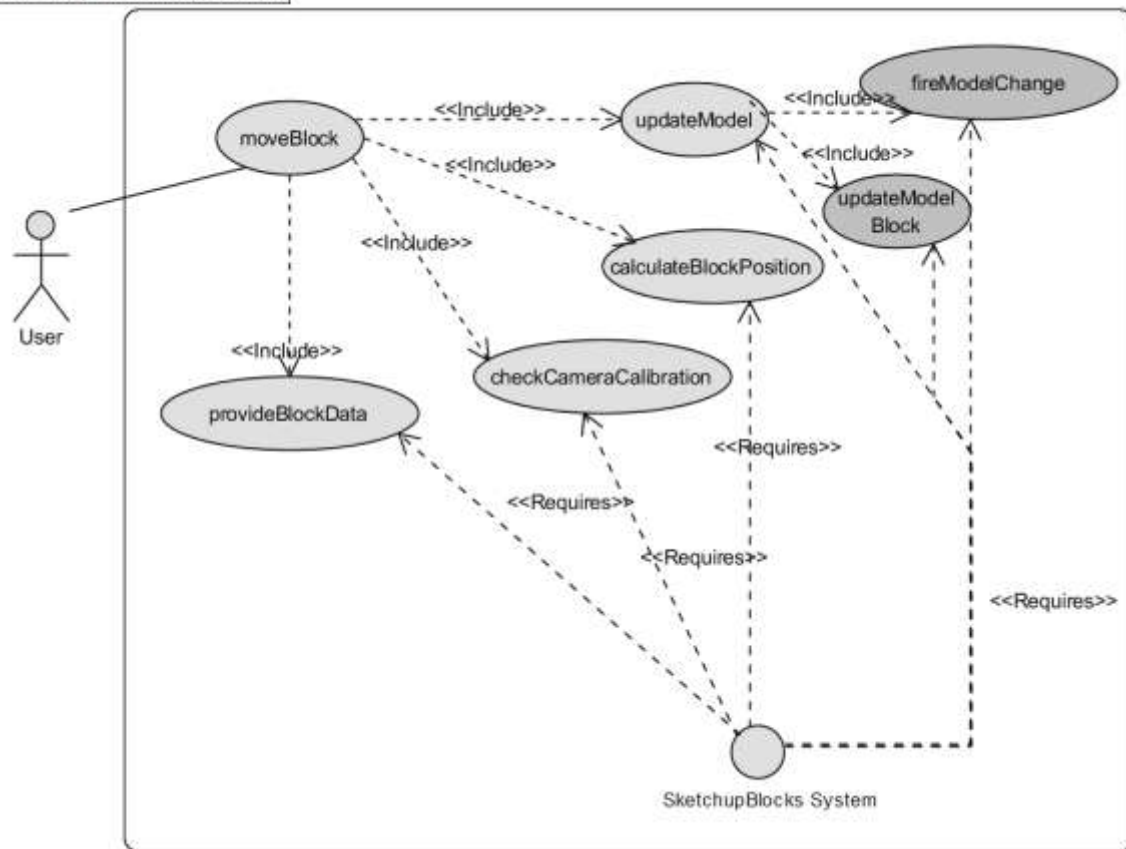 fireModelChange
<<Include>>
<<Include>>
updateModel
moveBlock
<<Include>>
<<Include>>
updateModel
Block
<<Include>>
calculateBlockPosition
User
<<Include>>
checkCameraCalibration
provideBlockData
<<Requires>>
<<Requires>>
<<Requires>>
<<Requires>>
SketchupBlocks System